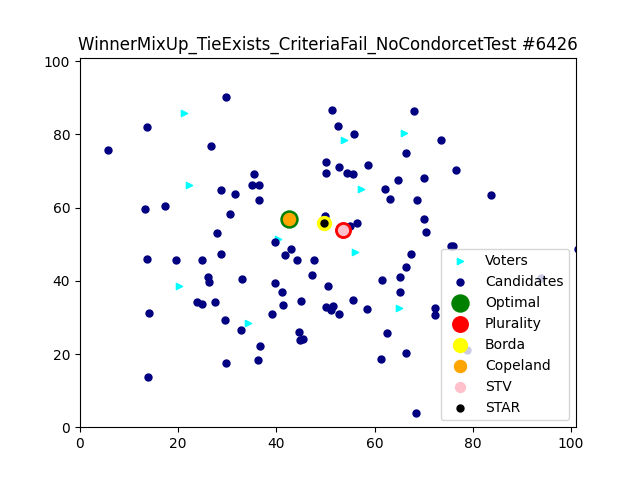 WinnerMixUp_TieExists_CriteriaFail_NoCondorcetTest #6426
100
80
60
40
20
0
0 20 40 60 80 100
Voters
Candidates
Optimal
Plurality
Borda
Copeland
STV
STAR